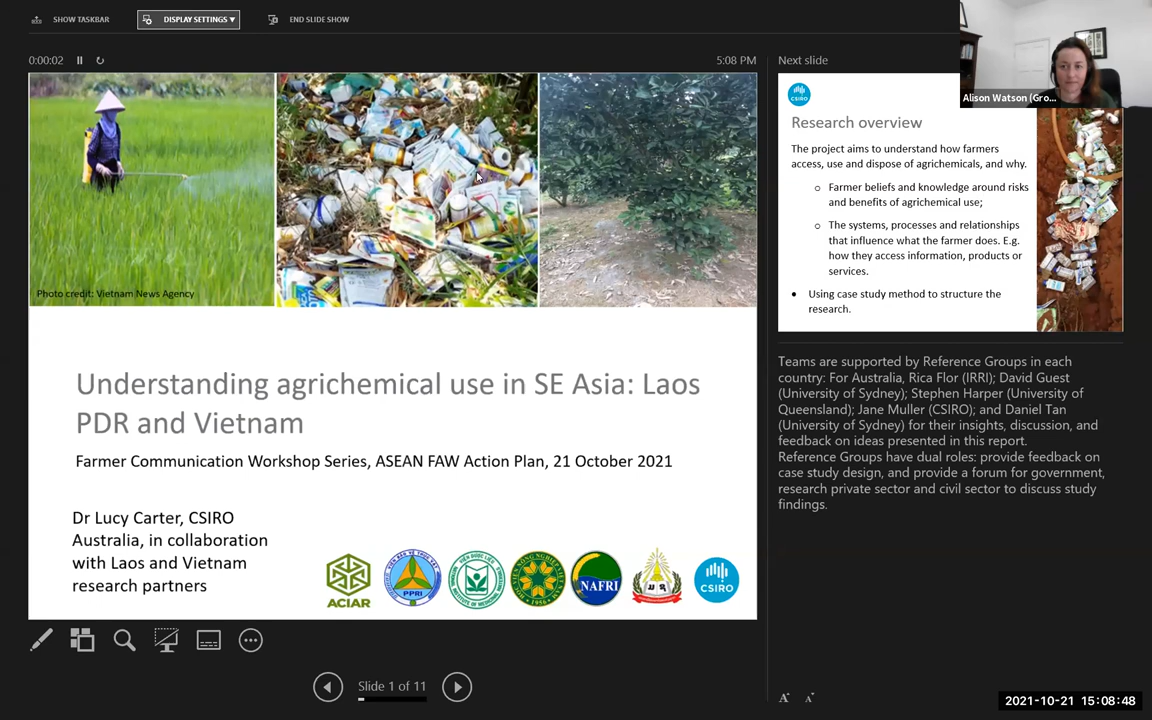 SHOW TASKBAR
DISPLAY SETTINGS ▼
END SLIDE SHOW
0:00:02
5:08 PM
Photo credit: Vietnam News Agency
Understanding agrichemical use in SE Asia: Laos
PDR and Vietnam
Farmer Communication Workshop Series, ASEAN FAW Action Plan, 21 October 2021
Dr Lucy Carter, CSIRO
Australia, in collaboration
with Laos and Vietnam
research partners
ACIAR
PPRI
NAFRI
CSIRO
Slide 1 of 11
Next slide
Alison Watson (Gro...
CSIRO
Research overview
The project aims to understand how farmers
access, use and dispose of agrichemicals, and why.
o Farmer beliefs and knowledge around risks
and benefits of agrichemical use;
o The systems, processes and relationships
that influence what the farmer does. E.g.
how they access information, products or
services.
• Using case study method to structure the
research.
Teams are supported by Reference Groups in each
country: For Australia, Rica Flor (IRRI); David Guest
(University of Sydney); Stephen Harper (University of
Queensland); Jane Muller (CSIRO); and Daniel Tan
(University of Sydney) for their insights, discussion, and
feedback on ideas presented in this report.
Reference Groups have dual roles: provide feedback on
case study design, and provide a forum for government,
research private sector and civil sector to discuss study
findings.
A A
2021-10-21 15:08:48